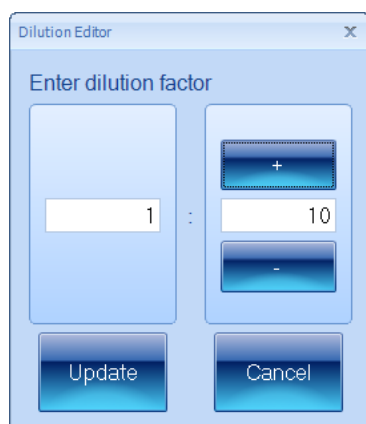 Dilution Editor x
Enter dilution factor
+
1 : 10
-
Update Cancel